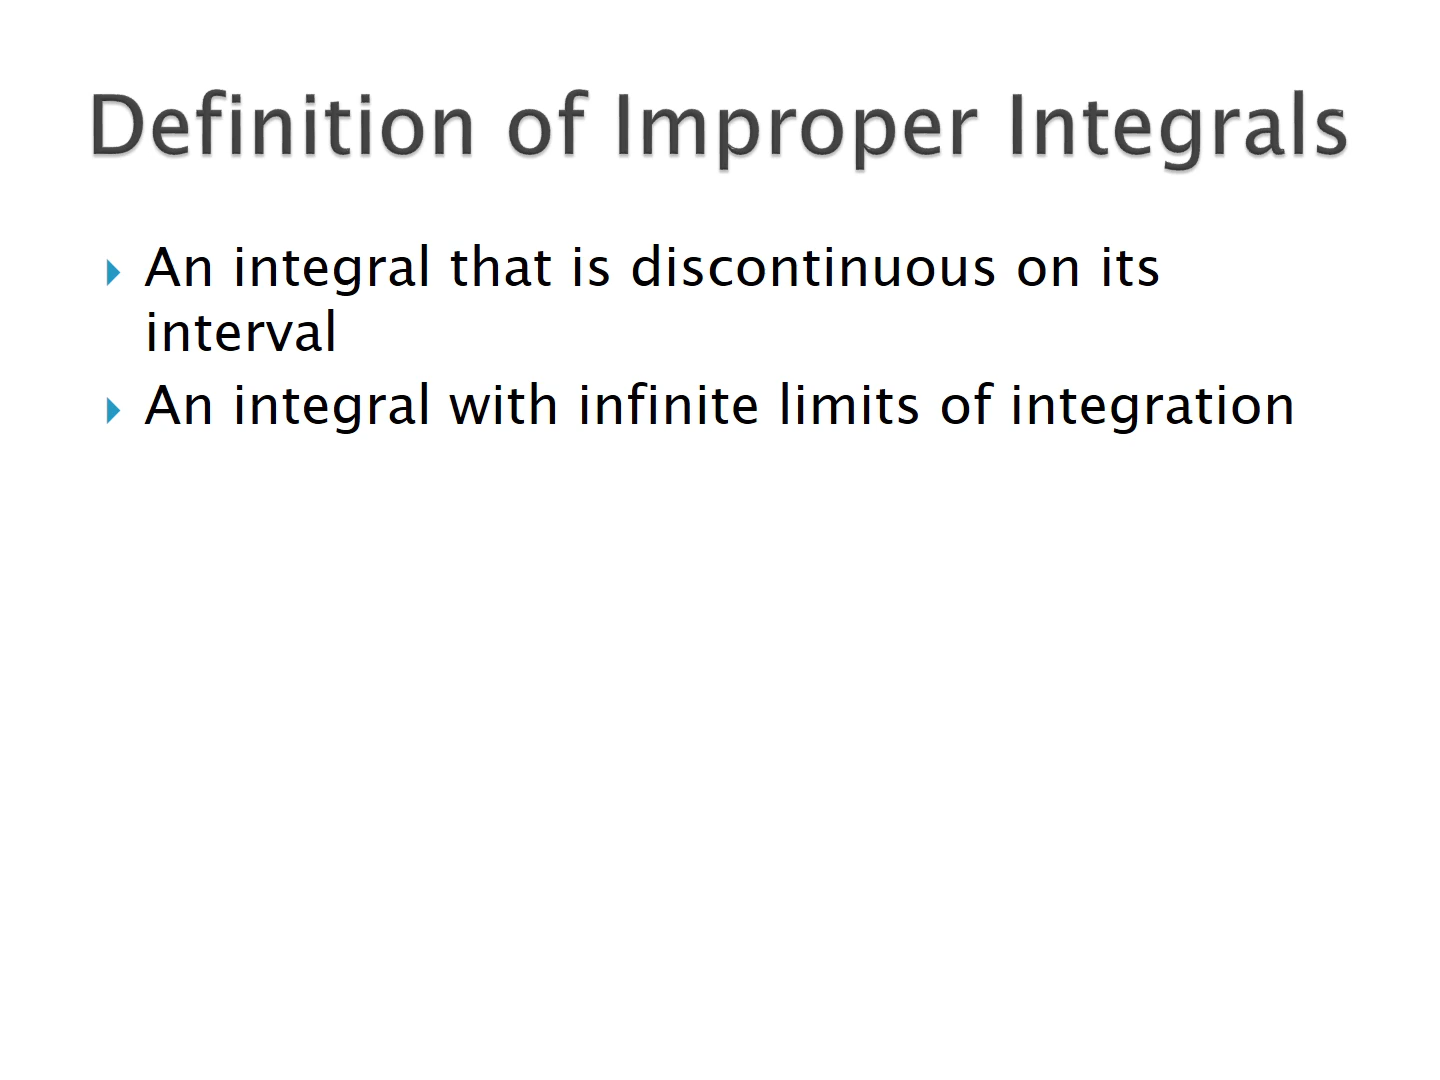 Definition of Improper Integrals
An integral that is discontinuous on its
interval
An integral with infinite limits of integration